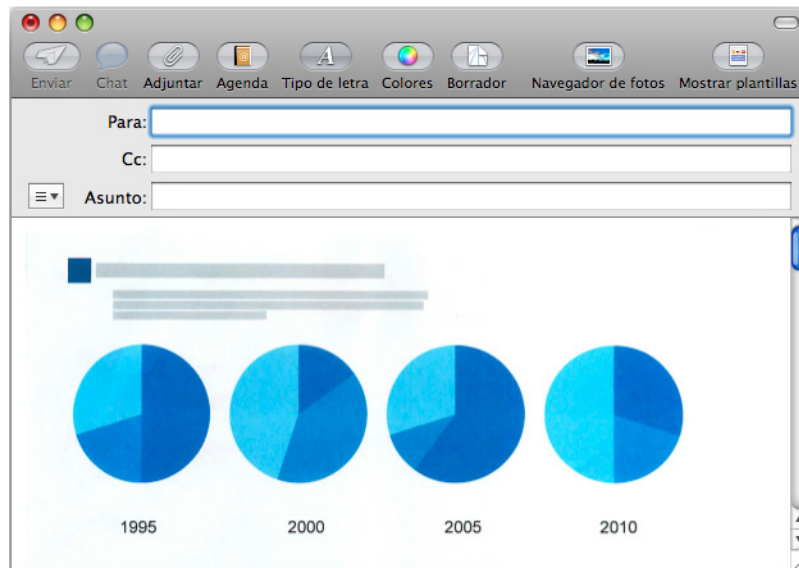 Enviar Chat Adjuntar Agenda Tipo de letra Colores Borrador Navegador de fotos Mostrar plantillas
Para:
Cc:
Asunto:
1995 2000 2005 2010